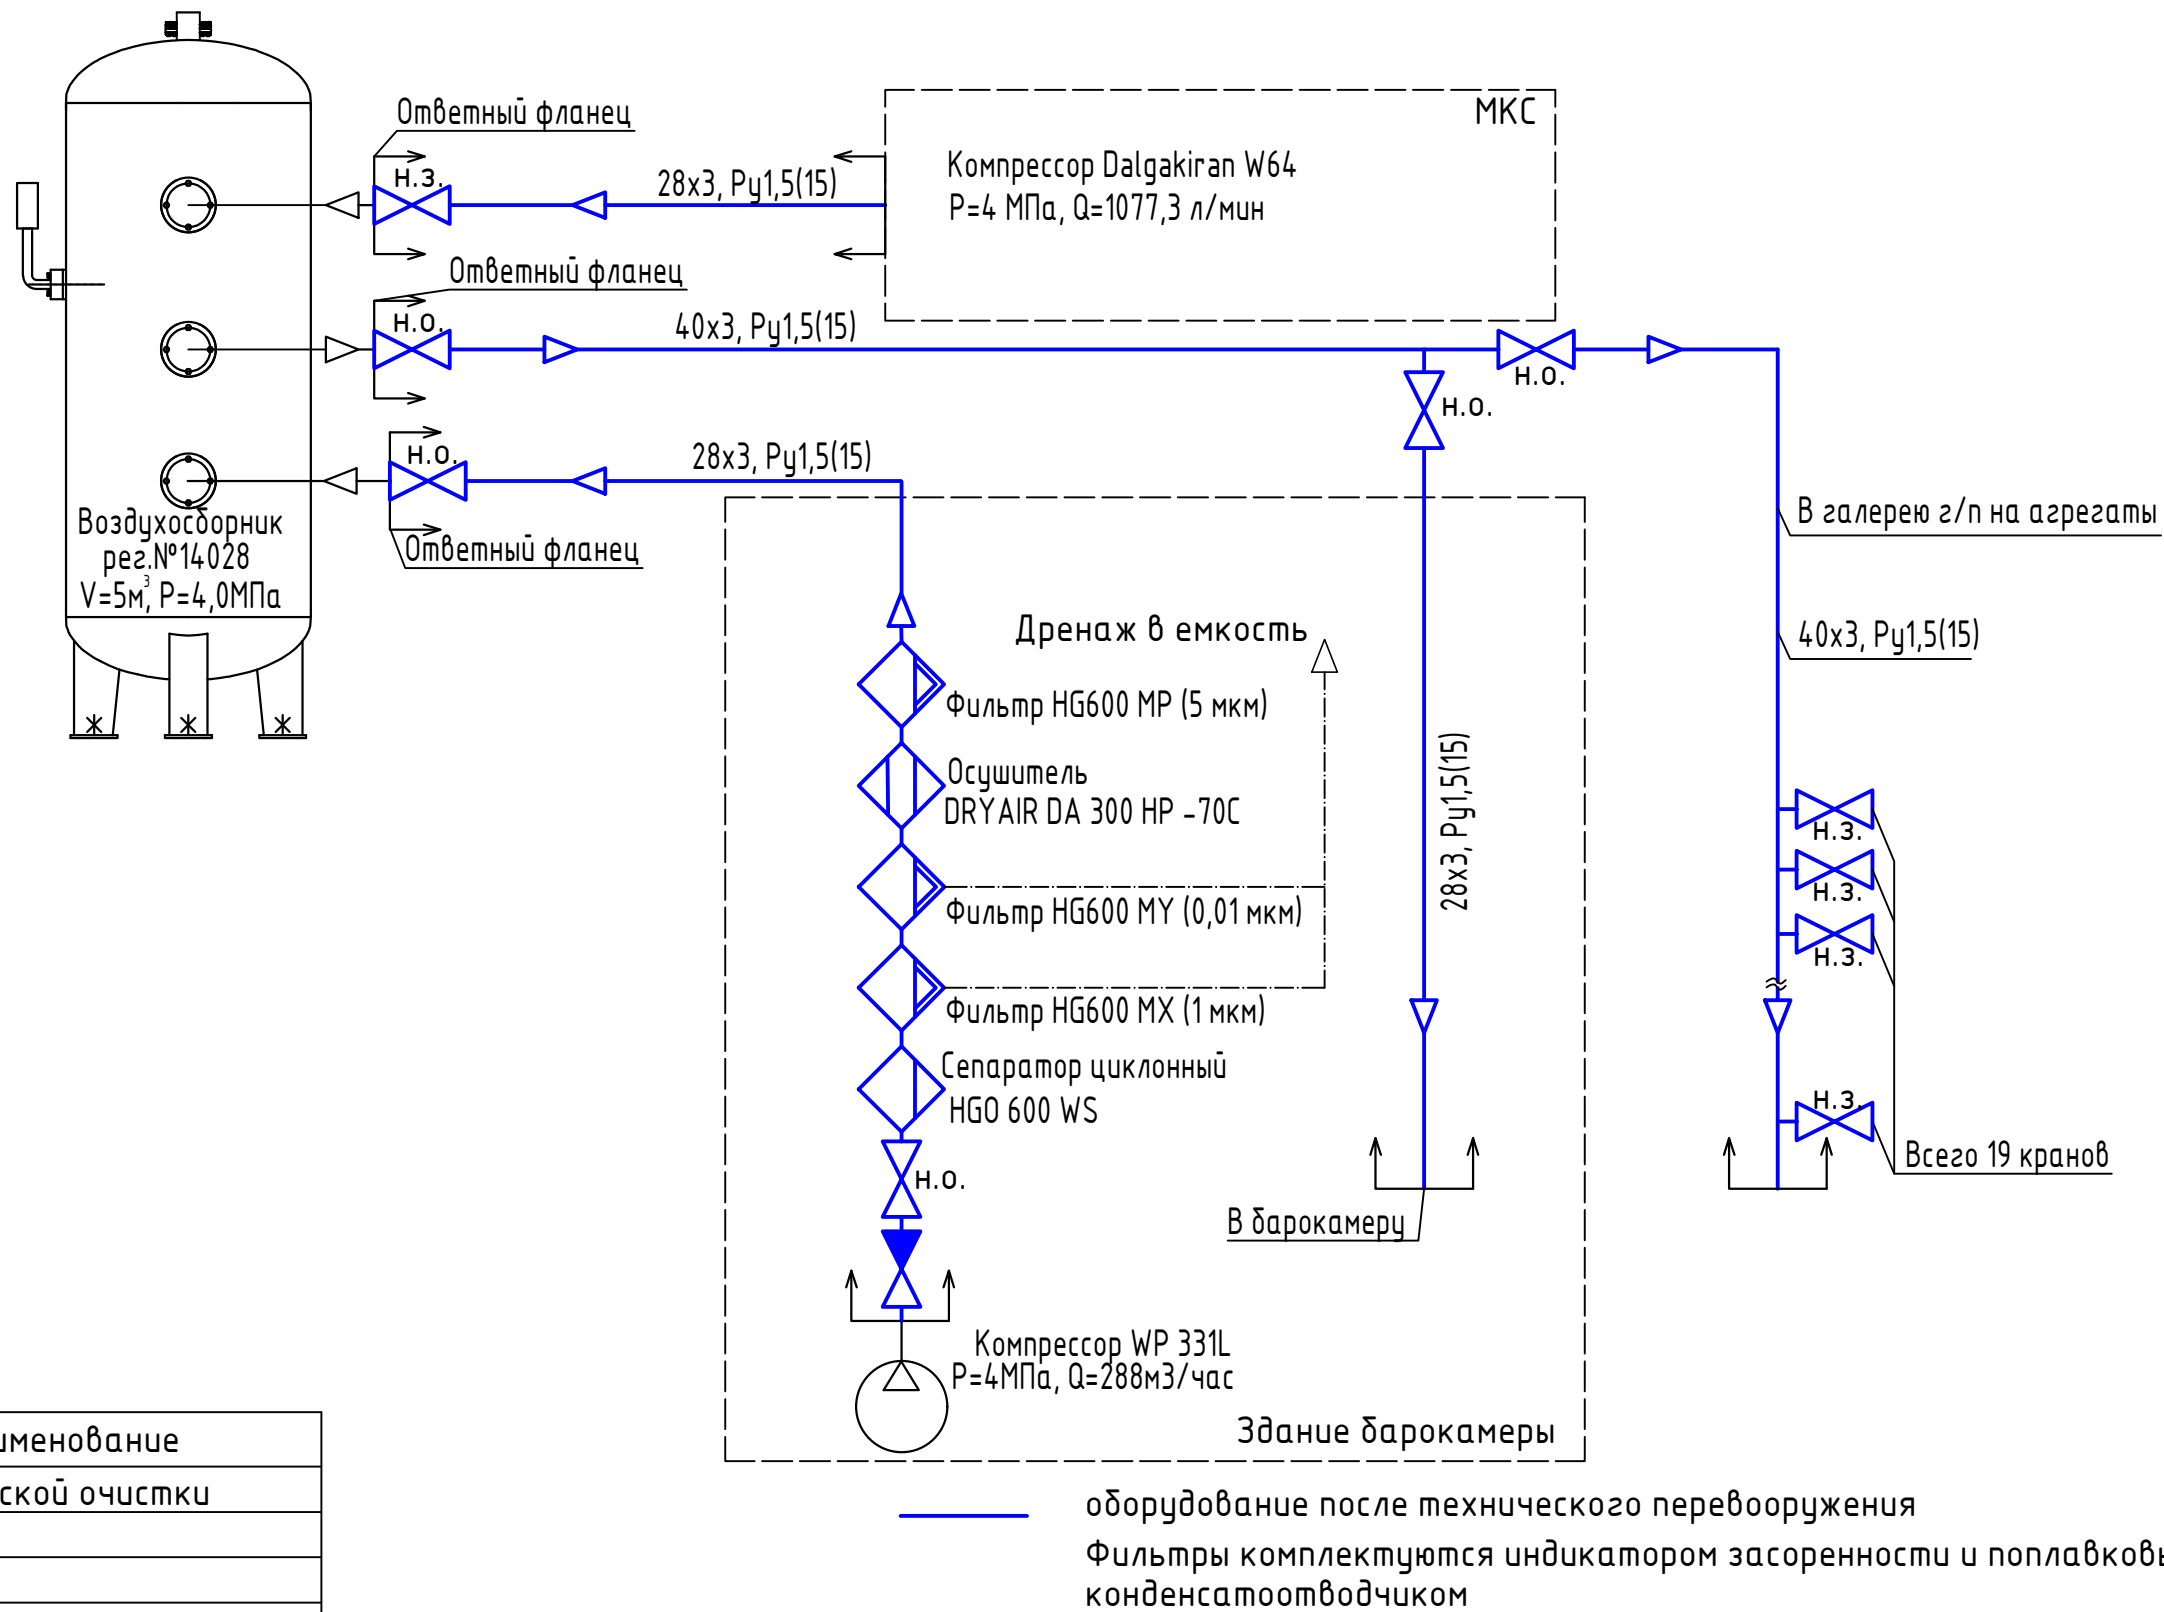 Ответный фланец
МКС
н.з.
28х3, Ру1,5(15)
Компрессор Dalgakiran W64
Р=4 МПа, Q=1077,3 л/мин
Ответный фланец
н.о.
40х3, Ру1,5(15)
н.о.
н.о.
н.о.
28х3, Ру1,5(15)
Ответный фланец
Воздухосборник
рег.№14028
V=5м³, Р=4,0МПа
В галерею г/п на агрегаты
40х3, Ру1,5(15)
Дренаж в емкость
Фильтр HG600 MP (5 мкм)
Осушитель
DRYAIR DA 300 HP -70C
28х3, Ру1,5(15)
Фильтр HG600 MY (0,01 мкм)
Фильтр HG600 MX (1 мкм)
Сепаратор циклонный
HGO 600 WS
н.о.
н.з.
н.з.
н.з.
н.з.
Всего 19 кранов
В барокамеру
Компрессор WP 331L
Р=4МПа, Q=288м3/час
Здание барокамеры
именование
ской очистки
оборудование после технического перевооружения
Фильтры комплектуются индикатором засоренности и поплавков
конденсатоотводчиком